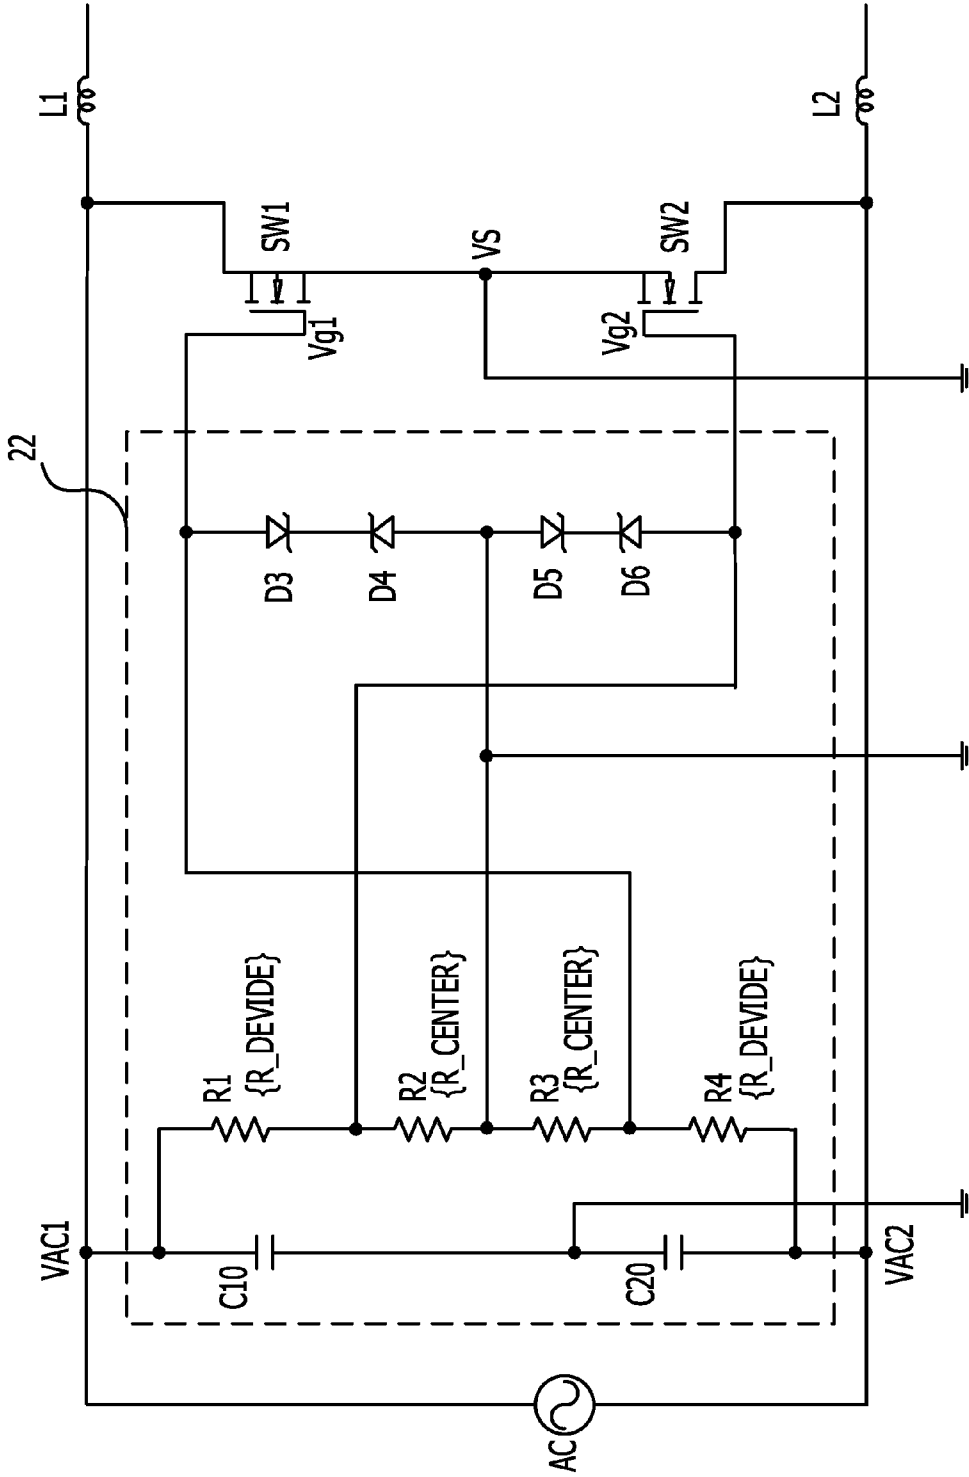 22
VAC1
L1
C10
R1
{R_DEVIDE}
R2
{R_CENTER}
R3
{R_CENTER}
R4
{R_DEVIDE}
C20
D3
D4
D5
D6
Vg1
SW1
VS
Vg2
SW2
AC
VAC2
L2